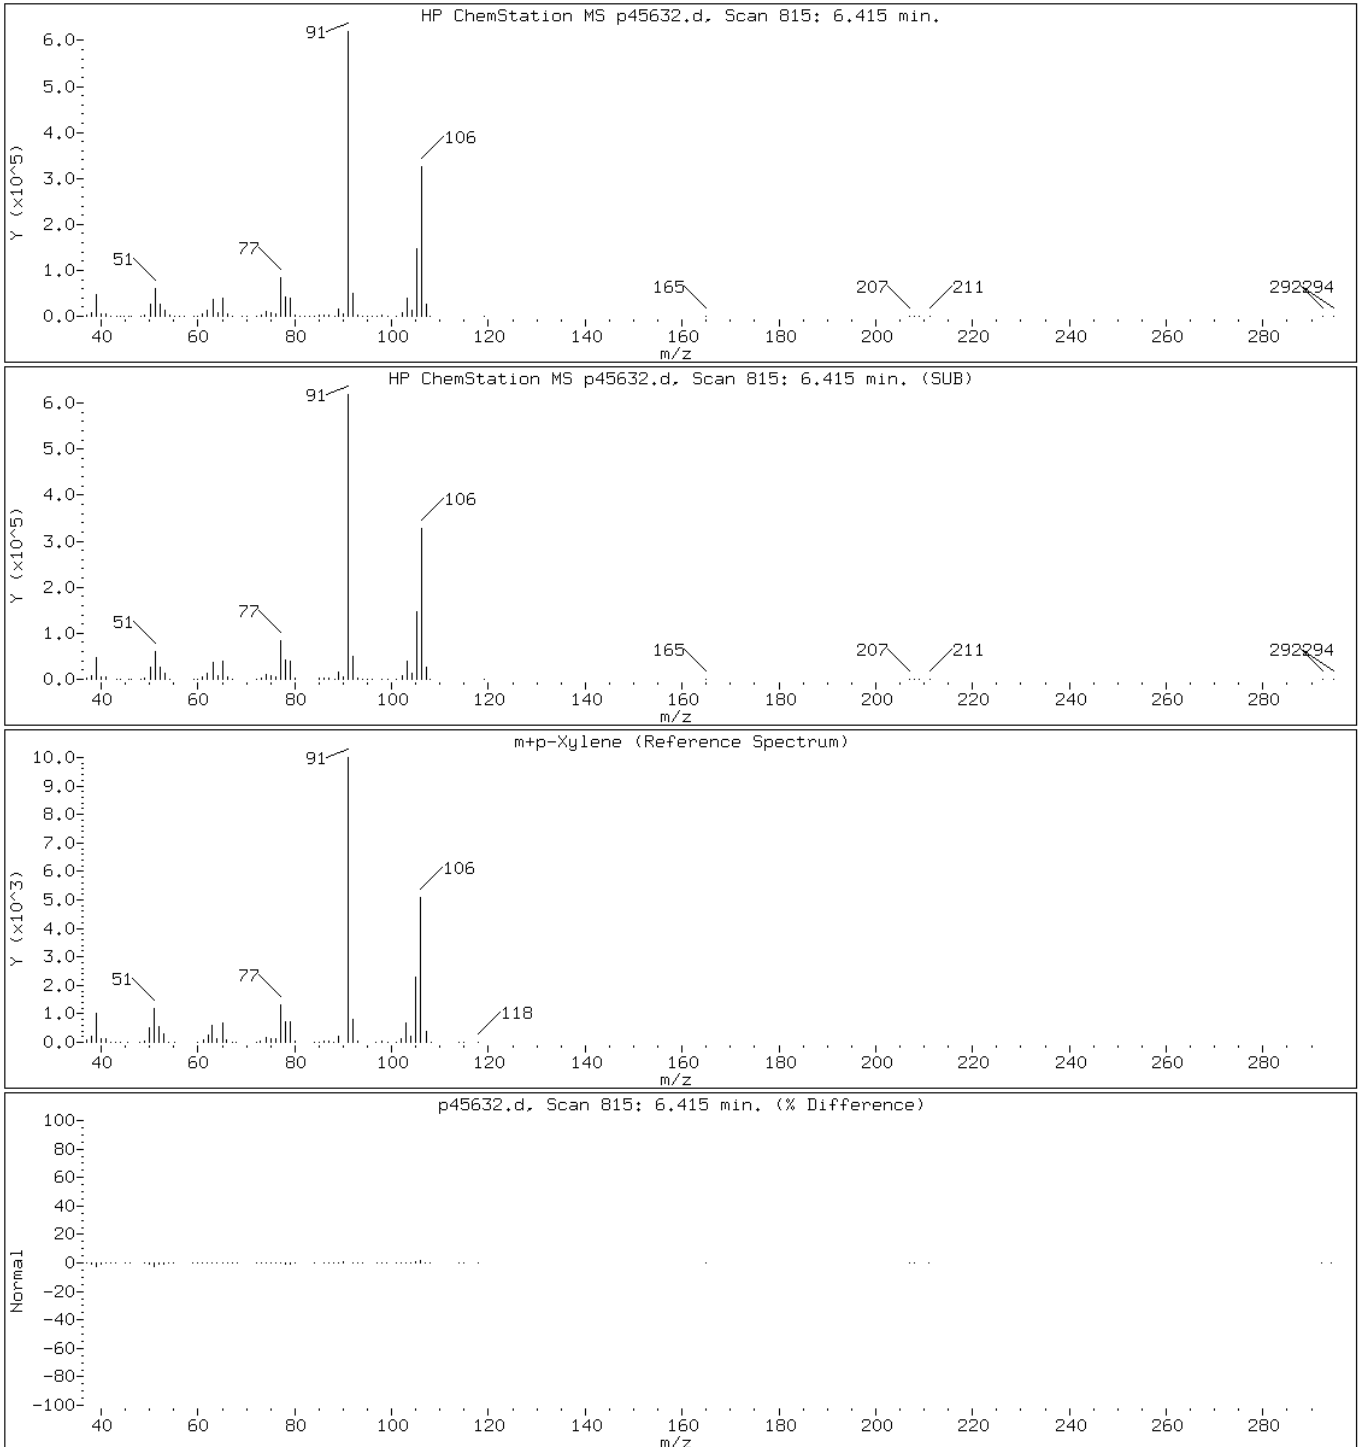 HP ChemStation MS p45632.d, Scan 815: 6.415 min.
91
6.0
5.0
106
4.0
3.0
Y (x10^5)
2.0
77
51
1.0
165 207 211 292 294
0.0
40 60 80 100 120 140 160 180 200 220 240 260 280
m/z
HP ChemStation MS p45632.d, Scan 815: 6.415 min. (SUB)
91
6.0
5.0
106
4.0
3.0
Y (x10^5)
2.0
77
51
1.0
165 207 211 292 294
0.0
40 60 80 100 120 140 160 180 200 220 240 260 280
m/z
m+p-Xylene (Reference Spectrum)
91
10.0
9.0
8.0
7.0
106
6.0
5.0
4.0
Y (x10^3)
3.0
77
51
2.0
118
1.0
0.0
40 60 80 100 120 140 160 180 200 220 240 260 280
m/z
p45632.d, Scan 815: 6.415 min. (% Difference)
100
80
60
40
20
0
Normal
-20
-40
-60
-80
-100
40 60 80 100 120 140 160 180 200 220 240 260 280
m/z